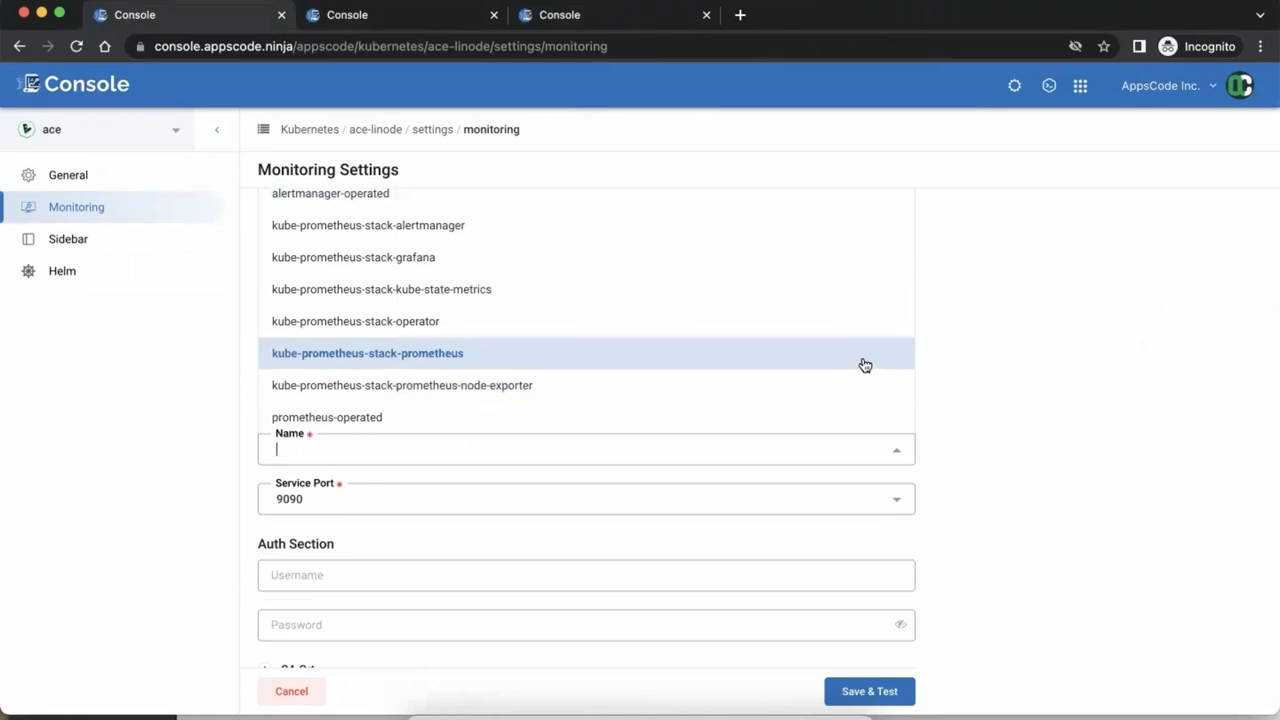 Console
Console
Console
console.appscode.ninja/appscode/kubernetes/ace-linode/settings/monitoring
Incognito
Console
AppsCode Inc.
ace
Kubernetes / ace-linode / settings / monitoring
General
Monitoring
Sidebar
Helm
Monitoring Settings
alertmanager-operated
kube-prometheus-stack-alertmanager
kube-prometheus-stack-grafana
kube-prometheus-stack-kube-state-metrics
kube-prometheus-stack-operator
kube-prometheus-stack-prometheus
kube-prometheus-stack-prometheus-node-exporter
prometheus-operated
Name *
Service Port *
9090
Auth Section
Username
Password
Cancel
Save & Test